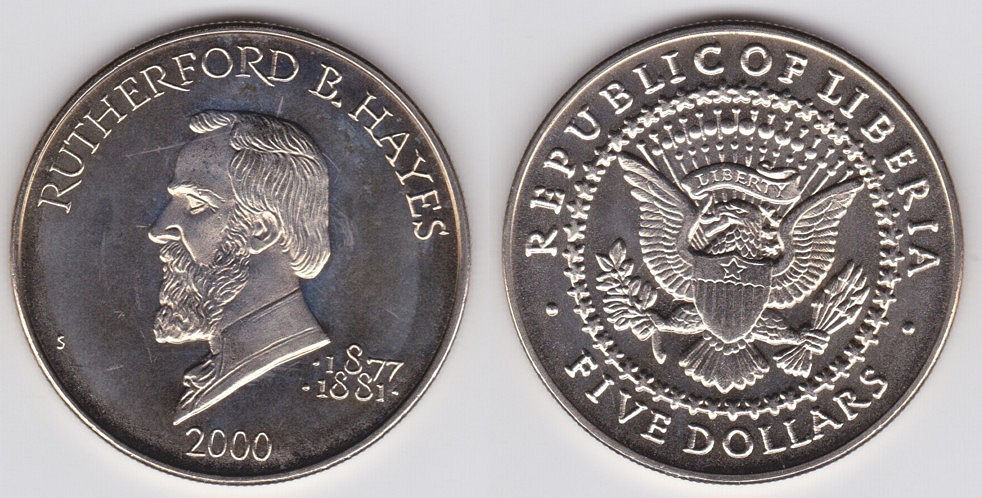 RUTHERFORD B. HAYES
S
·1877
·1881·
2000
REPUBLIC OF LIBERIA
LIBERTY
· FIVE DOLLARS ·